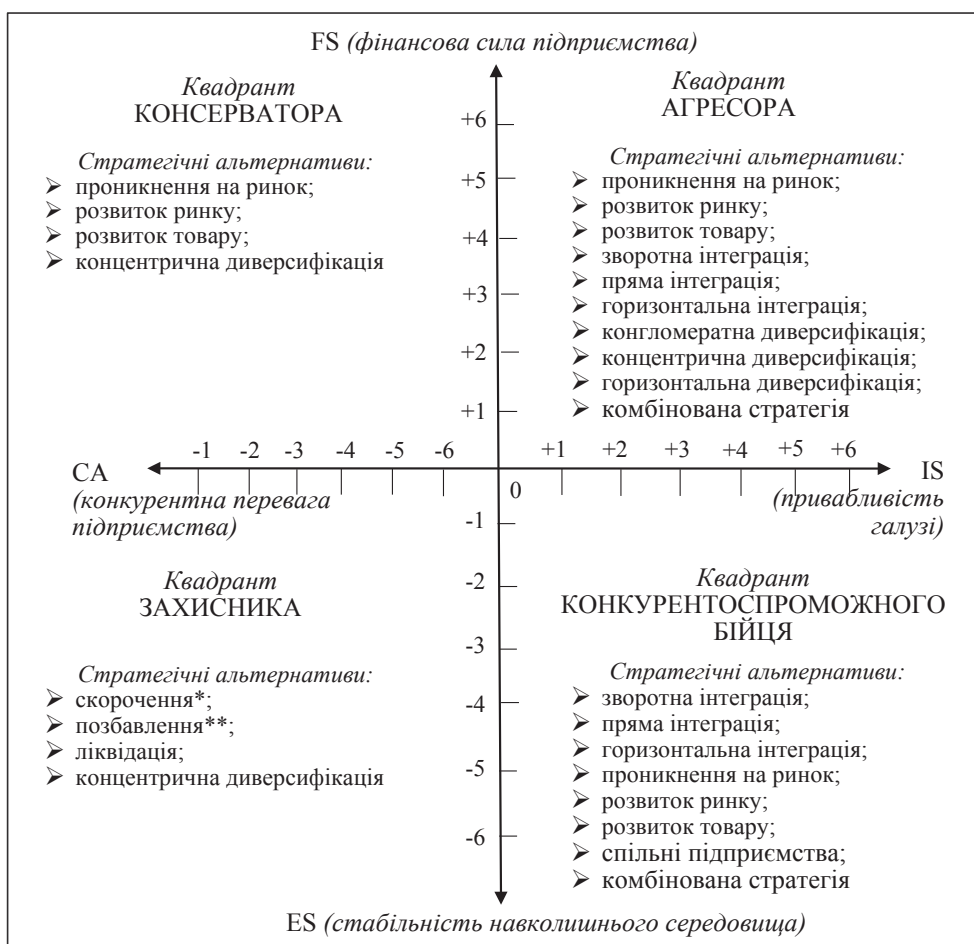 FS (фінансова сила підприємства)
Квадрант
КОНСЕРВАТОРА
Стратегічні альтернативи:
➢ проникнення на ринок;
➢ розвиток ринку;
➢ розвиток товару;
➢ концентрична диверсифікація
Квадрант
АГРЕСОРА
Стратегічні альтернативи:
➢ проникнення на ринок;
➢ розвиток ринку;
➢ розвиток товару;
➢ зворотна інтеграція;
➢ пряма інтеграція;
➢ горизонтальна інтеграція;
➢ конгломератна диверсифікація;
➢ концентрична диверсифікація;
➢ горизонтальна диверсифікація;
➢ комбінована стратегія
+6
+5
+4
+3
+2
+1
-1 -2 -3 -4 -5 -6
+1 +2 +3 +4 +5 +6
CA
(конкурентна перевага
підприємства)
0
IS
(привабливість
галузі)
-1
-2
-3
-4
-5
-6
Квадрант
ЗАХИСНИКА
Стратегічні альтернативи:
➢ скорочення*;
➢ позбавлення**;
➢ ліквідація;
➢ концентрична диверсифікація
Квадрант
КОНКУРЕНТОСПРОМОЖНОГО
БІЙЦЯ
Стратегічні альтернативи:
➢ зворотна інтеграція;
➢ пряма інтеграція;
➢ горизонтальна інтеграція;
➢ проникнення на ринок;
➢ розвиток ринку;
➢ розвиток товару;
➢ спільні підприємства;
➢ комбінована стратегія
ES (стабільність навколишнього середовища)